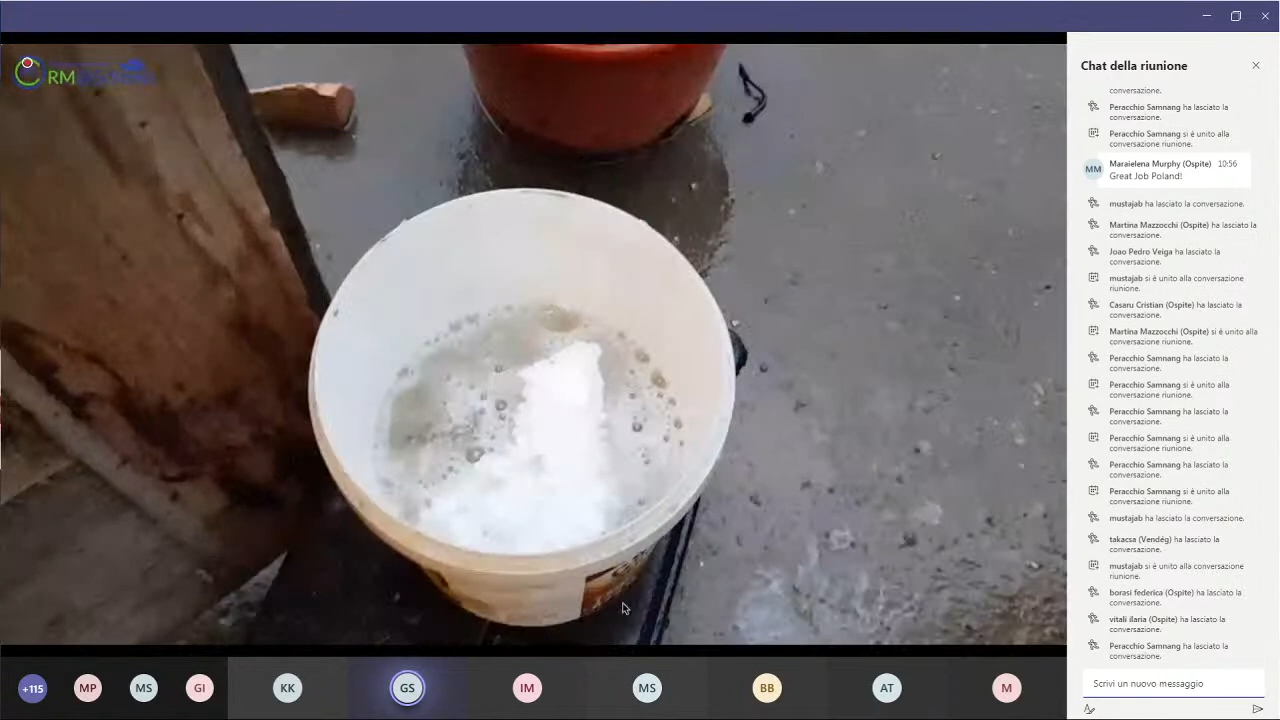 RM
Chat della riunione
conversazione.
Peracchio Samnang ha lasciato la
conversazione.
Peracchio Samnang si è unito alla
conversazione riunione.
MM
Maraielena Murphy (Ospite) 10:56
Great Job Poland!
mustajab ha lasciato la conversazione.
Martina Mazzocchi (Ospite) ha lasciato la
conversazione.
Joao Pedro Veiga ha lasciato la
conversazione.
mustajab si è unito alla conversazione
riunione.
Casaru Cristian (Ospite) ha lasciato la
conversazione.
Martina Mazzocchi (Ospite) si è unito alla
conversazione riunione.
Peracchio Samnang ha lasciato la
conversazione.
Peracchio Samnang si è unito alla
conversazione riunione.
Peracchio Samnang ha lasciato la
conversazione.
Peracchio Samnang si è unito alla
conversazione riunione.
Peracchio Samnang ha lasciato la
conversazione.
Peracchio Samnang si è unito alla
conversazione riunione.
mustajab ha lasciato la conversazione.
takacsa (Vendég) ha lasciato la
conversazione.
mustajab si è unito alla conversazione
riunione.
borasi federica (Ospite) ha lasciato la
conversazione.
vitali ilaria (Ospite) ha lasciato la
conversazione.
Peracchio Samnang ha lasciato la
conversazione.
Scrivi un nuovo messaggio
+115 MP MS GI KK GS IM MS BB AT M